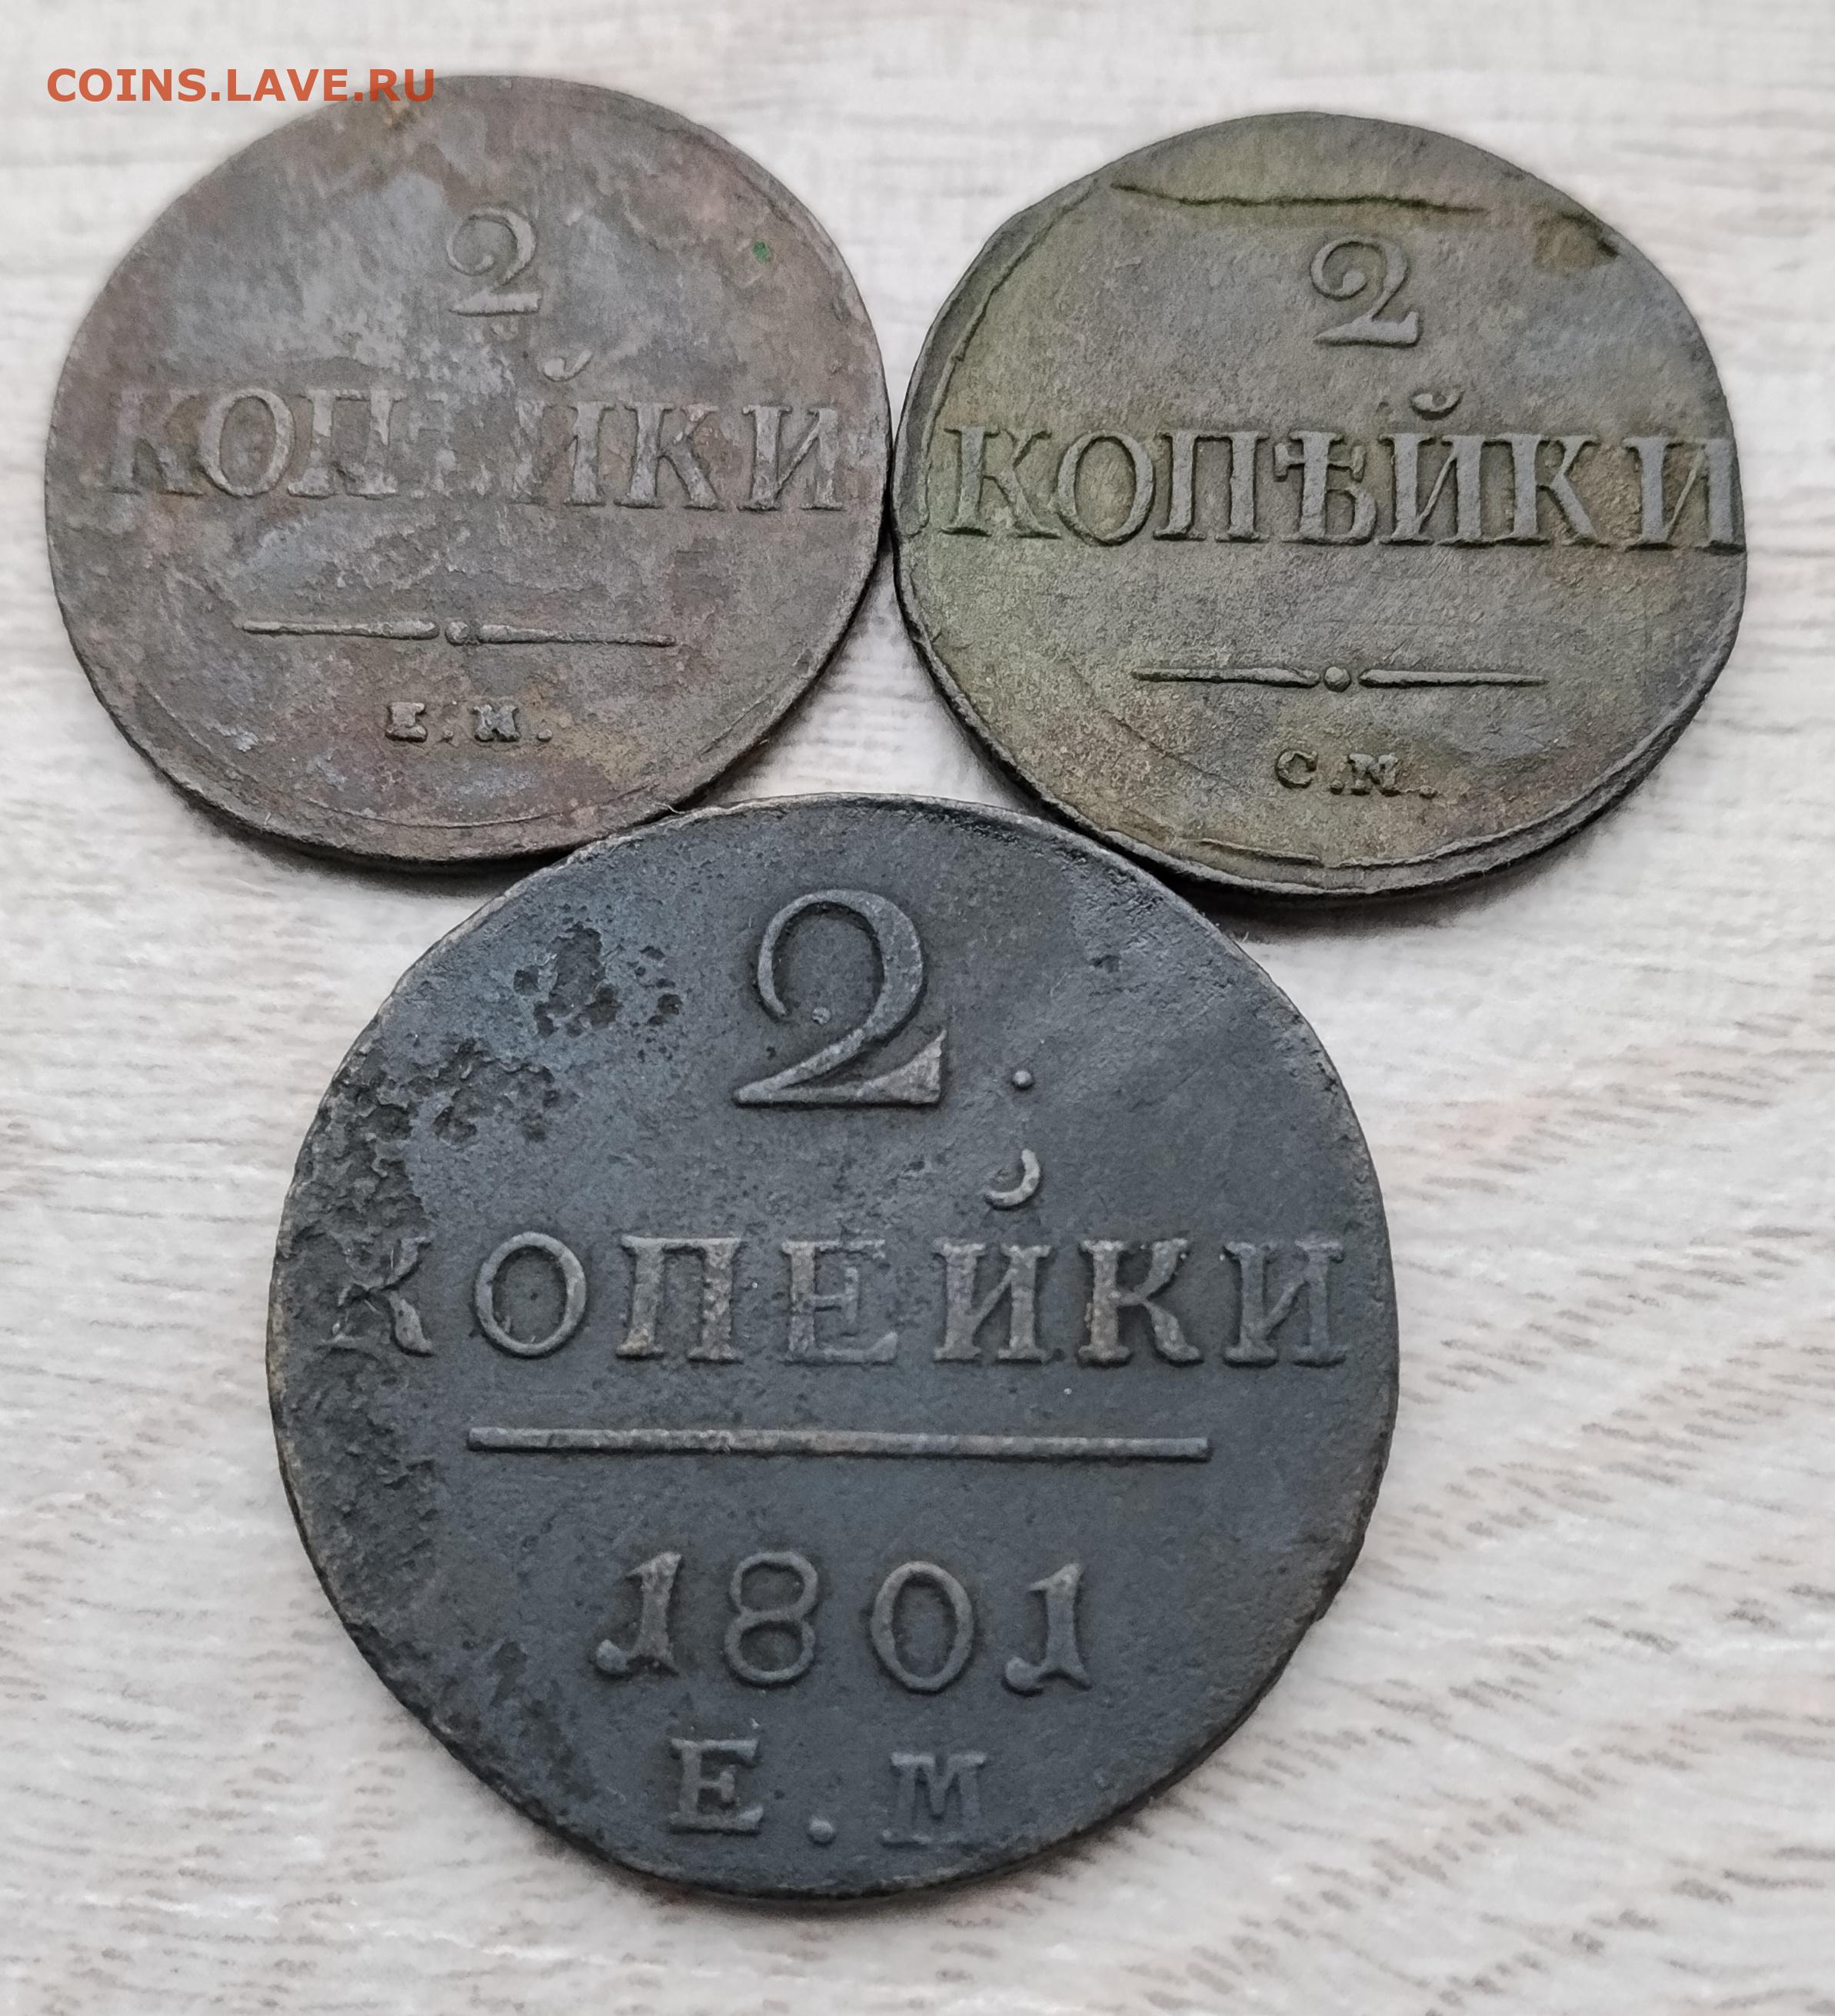 COINS.LAVE.RU
2
КОПѢЙКИ
Е.М.
2
КОПѢЙКИ
С.М.
2
КОПЕЙКИ
1801
Е.М